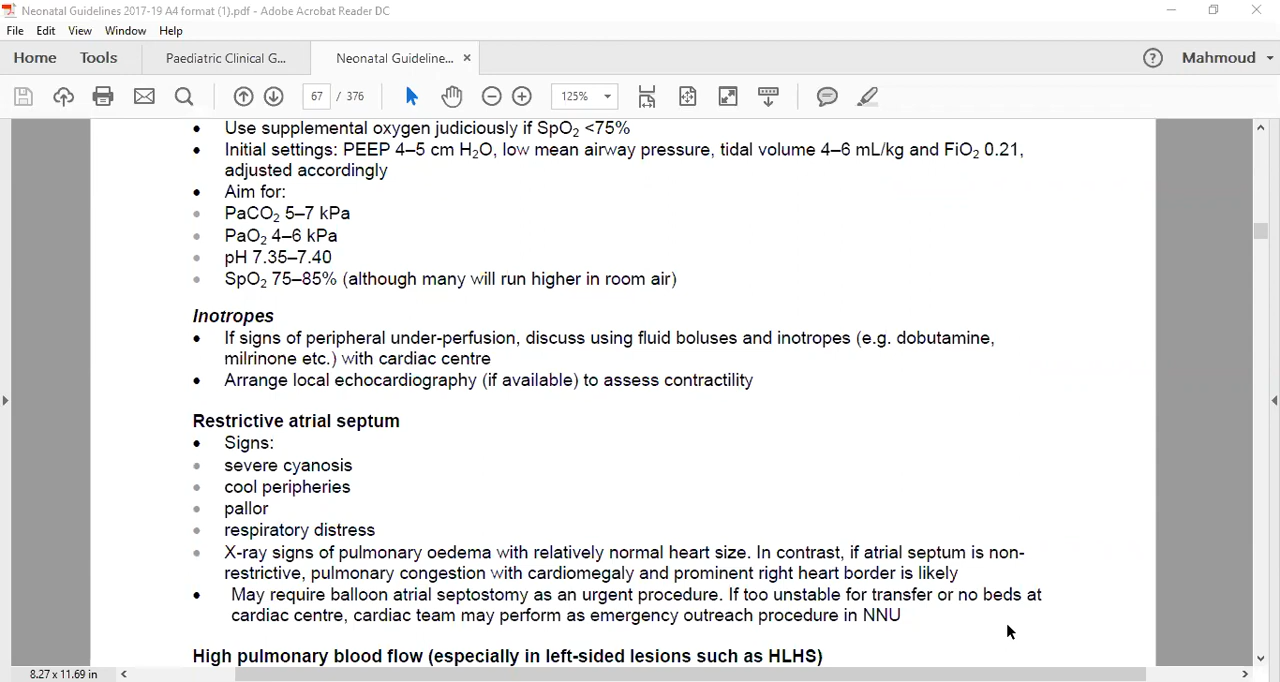 Neonatal Guidelines 2017-19 A4 format (1).pdf - Adobe Acrobat Reader DC
File Edit View Window Help
Home Tools Paediatric Clinical G... Neonatal Guideline... × ? Mahmoud
67 / 376 125%
• Use supplemental oxygen judiciously if SpO₂ <75%
• Initial settings: PEEP 4–5 cm H₂O, low mean airway pressure, tidal volume 4–6 mL/kg and FiO₂ 0.21,
adjusted accordingly
• Aim for:
• PaCO₂ 5–7 kPa
• PaO₂ 4–6 kPa
• pH 7.35–7.40
• SpO₂ 75–85% (although many will run higher in room air)
Inotropes
• If signs of peripheral under-perfusion, discuss using fluid boluses and inotropes (e.g. dobutamine,
milrinone etc.) with cardiac centre
• Arrange local echocardiography (if available) to assess contractility
Restrictive atrial septum
• Signs:
• severe cyanosis
• cool peripheries
• pallor
• respiratory distress
• X-ray signs of pulmonary oedema with relatively normal heart size. In contrast, if atrial septum is non-
restrictive, pulmonary congestion with cardiomegaly and prominent right heart border is likely
• May require balloon atrial septostomy as an urgent procedure. If too unstable for transfer or no beds at
cardiac centre, cardiac team may perform as emergency outreach procedure in NNU
High pulmonary blood flow (especially in left-sided lesions such as HLHS)
8.27 x 11.69 in